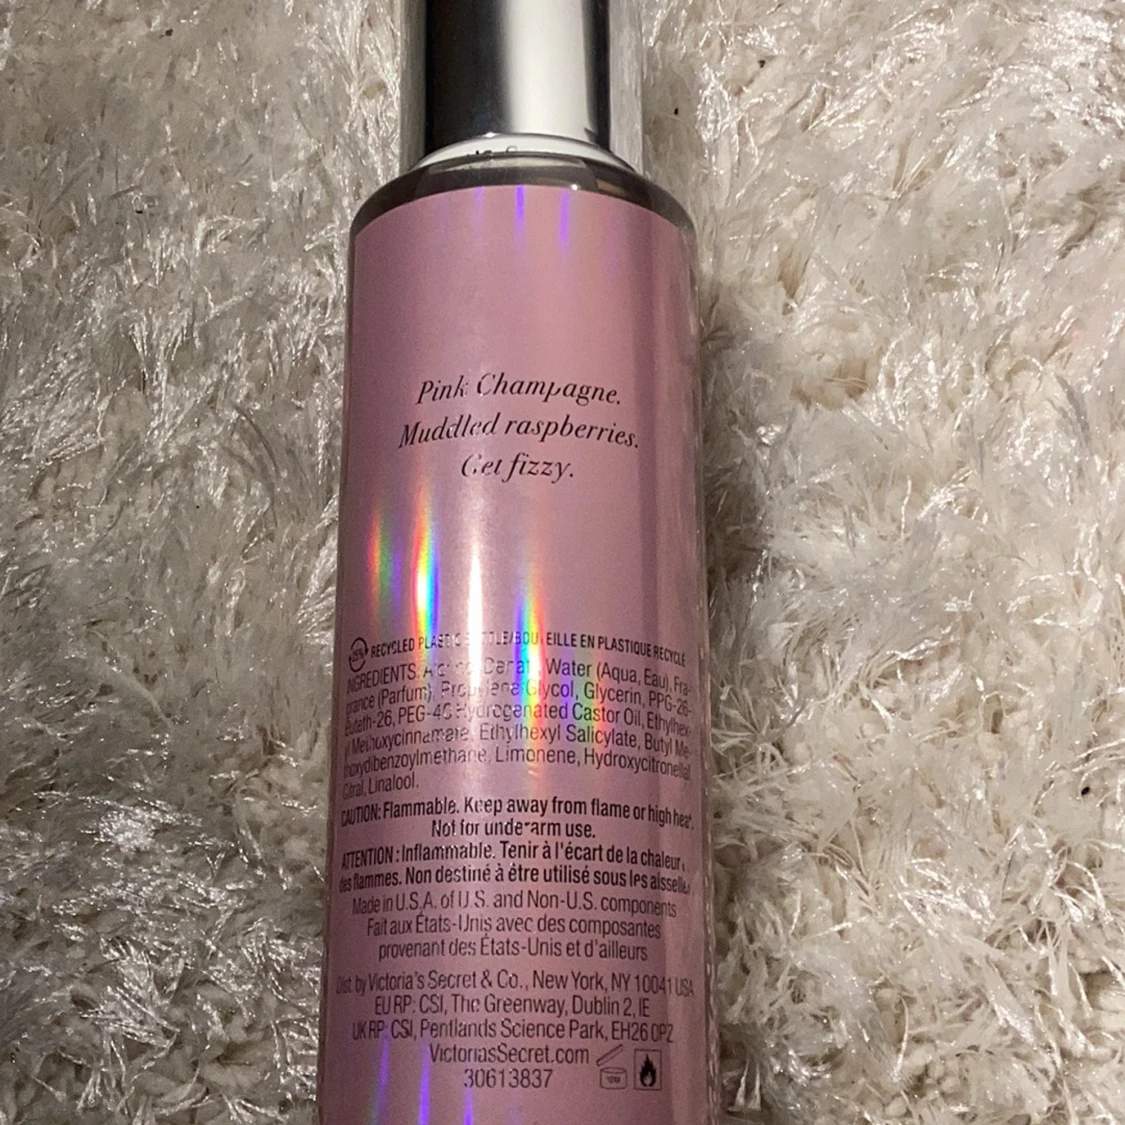 Pink Champagne.
Muddled raspberries.
Get fizzy.
RECYCLED PLASTIC BOTTLE/BOUTEILLE EN PLASTIQUE RECYCLÉ
INGREDIENTS: Alcohol Denat., Water (Aqua, Eau), Fra-
grance (Parfum), Propylene Glycol, Glycerin, PPG-26-
Buteth-26, PEG-40 Hydrogenated Castor Oil, Ethylhex-
yl Methoxycinnamate, Ethylhexyl Salicylate, Butyl Me-
thoxydibenzoylmethane, Limonene, Hydroxycitronellal,
Citral, Linalool.
CAUTION: Flammable. Keep away from flame or high heat.
Not for underarm use.
ATTENTION : Inflammable. Tenir à l'écart de la chaleur,
des flammes. Non destiné à être utilisé sous les aisselles
Made in U.S.A. of U.S. and Non-U.S. components
Fait aux États-Unis avec des composantes
provenant des États-Unis et d'ailleurs
Dist. by Victoria's Secret & Co., New York, NY 10041 USA
EU RP: CSI, The Greenway, Dublin 2, IE
UK RP: CSI, Pentlands Science Park, EH26 0PZ
VictoriasSecret.com
30613837